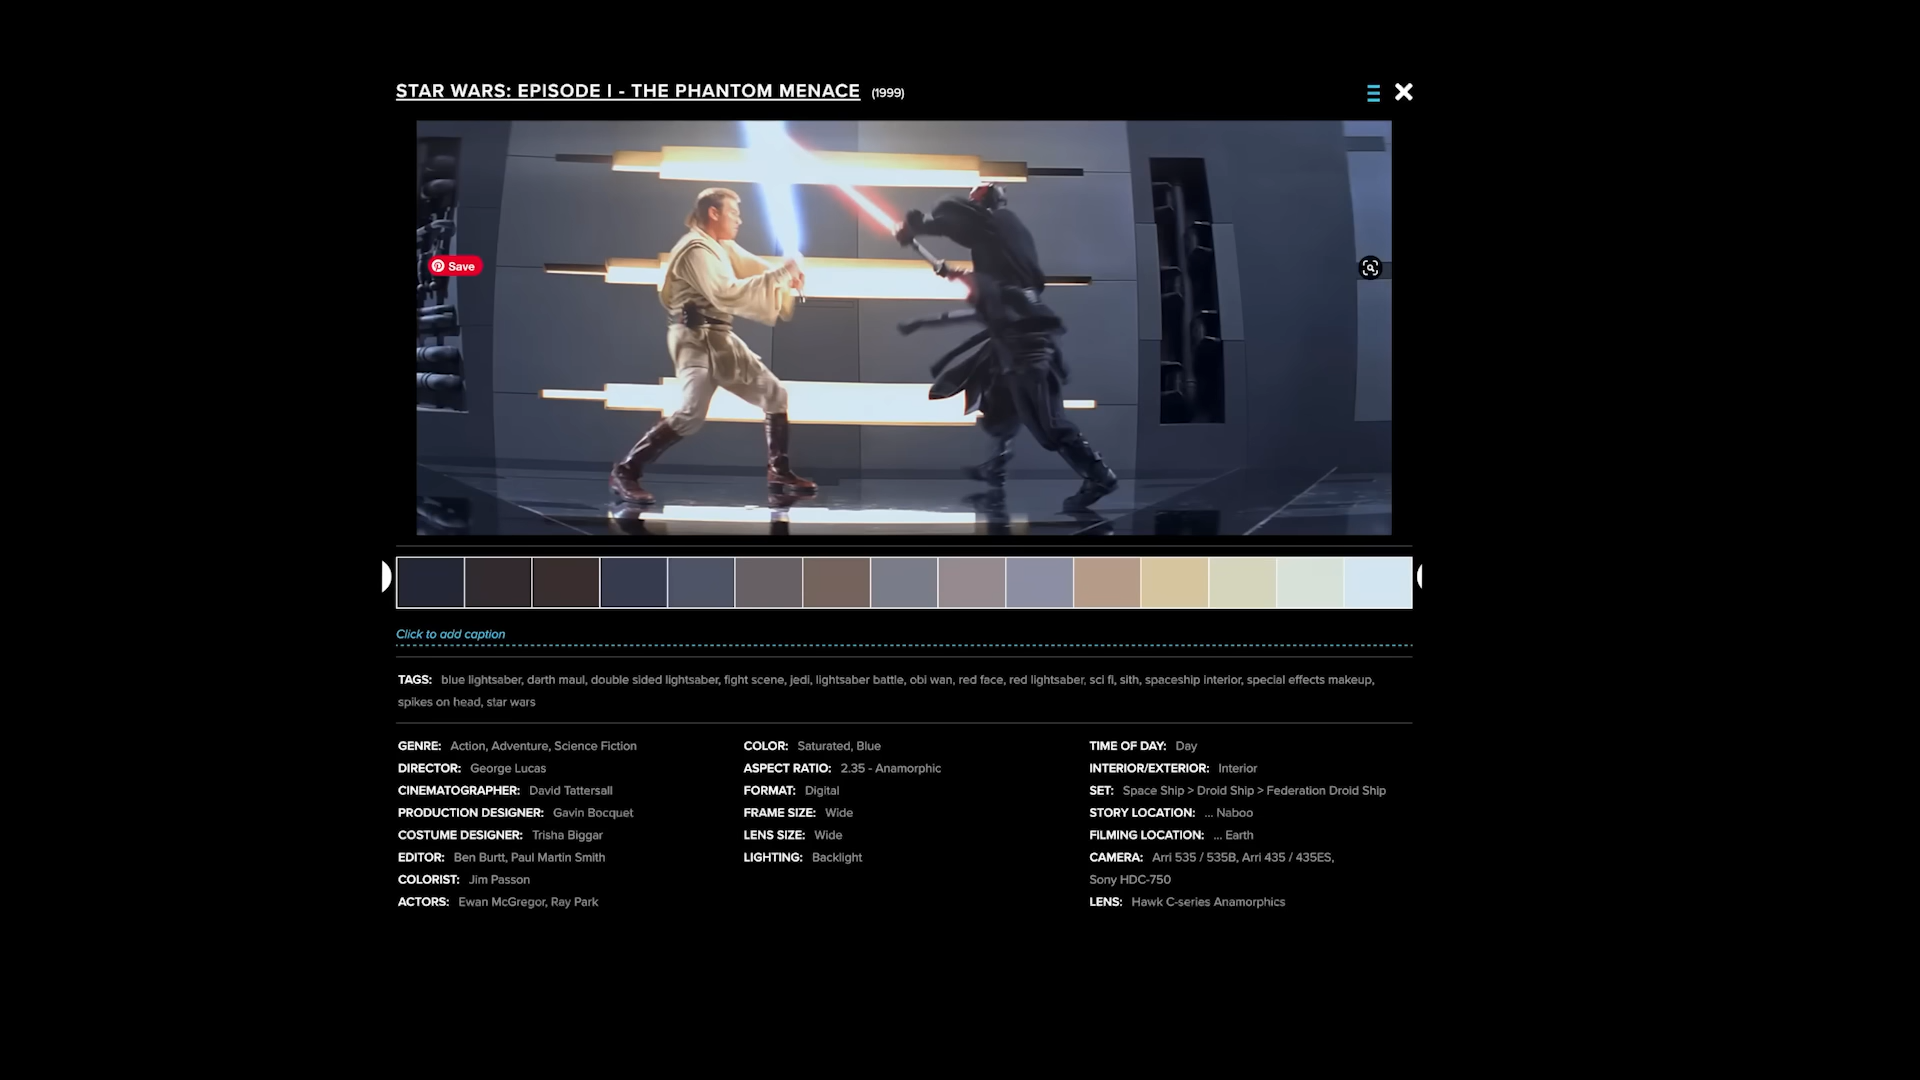 STAR WARS: EPISODE I - THE PHANTOM MENACE (1999)
Save
Click to add caption
TAGS: blue lightsaber, darth maul, double sided lightsaber, fight scene, jedi, lightsaber battle, obi wan, red face, red lightsaber, sci fi, sith, spaceship interior, special effects makeup,
spikes on head, star wars
GENRE: Action, Adventure, Science Fiction
DIRECTOR: George Lucas
CINEMATOGRAPHER: David Tattersall
PRODUCTION DESIGNER: Gavin Bocquet
COSTUME DESIGNER: Trisha Biggar
EDITOR: Ben Burtt, Paul Martin Smith
COLORIST: Jim Passon
ACTORS: Ewan McGregor, Ray Park
COLOR: Saturated, Blue
ASPECT RATIO: 2.35 - Anamorphic
FORMAT: Digital
FRAME SIZE: Wide
LENS SIZE: Wide
LIGHTING: Backlight
TIME OF DAY: Day
INTERIOR/EXTERIOR: Interior
SET: Space Ship > Droid Ship > Federation Droid Ship
STORY LOCATION: ... Naboo
FILMING LOCATION: ... Earth
CAMERA: Arri 535 / 535B, Arri 435 / 435ES,
Sony HDC-750
LENS: Hawk C-series Anamorphics